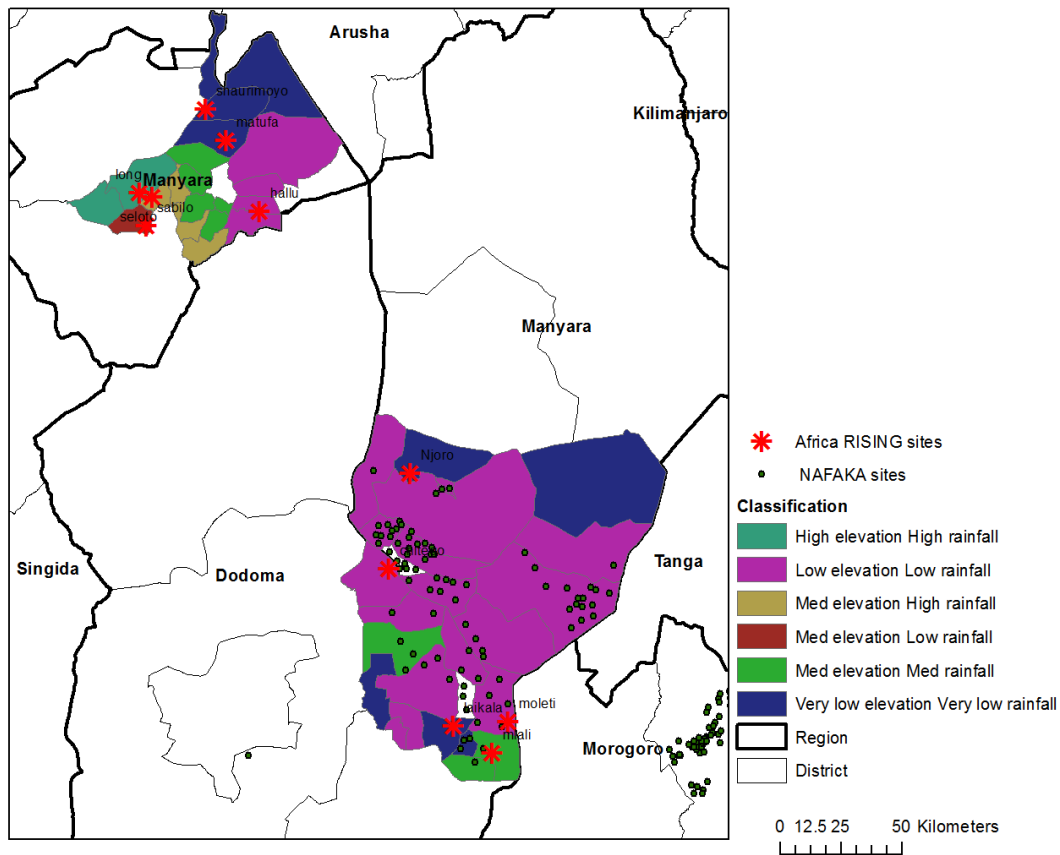 Arusha
shaurimoyo
Kilimanjaro
matufa
long
Manyara
hallu
sabilo
seloto
Manyara
Njoro
Africa RISING sites
NAFAKA sites
Classification
High elevation High rainfall
Tanga
Singida
Dodoma
Low elevation Low rainfall
Med elevation High rainfall
Med elevation Low rainfall
Med elevation Med rainfall
laikala
moleti
Very low elevation Very low rainfall
mlali
Morogoro
Region
District
0 12.5 25 50 Kilometers